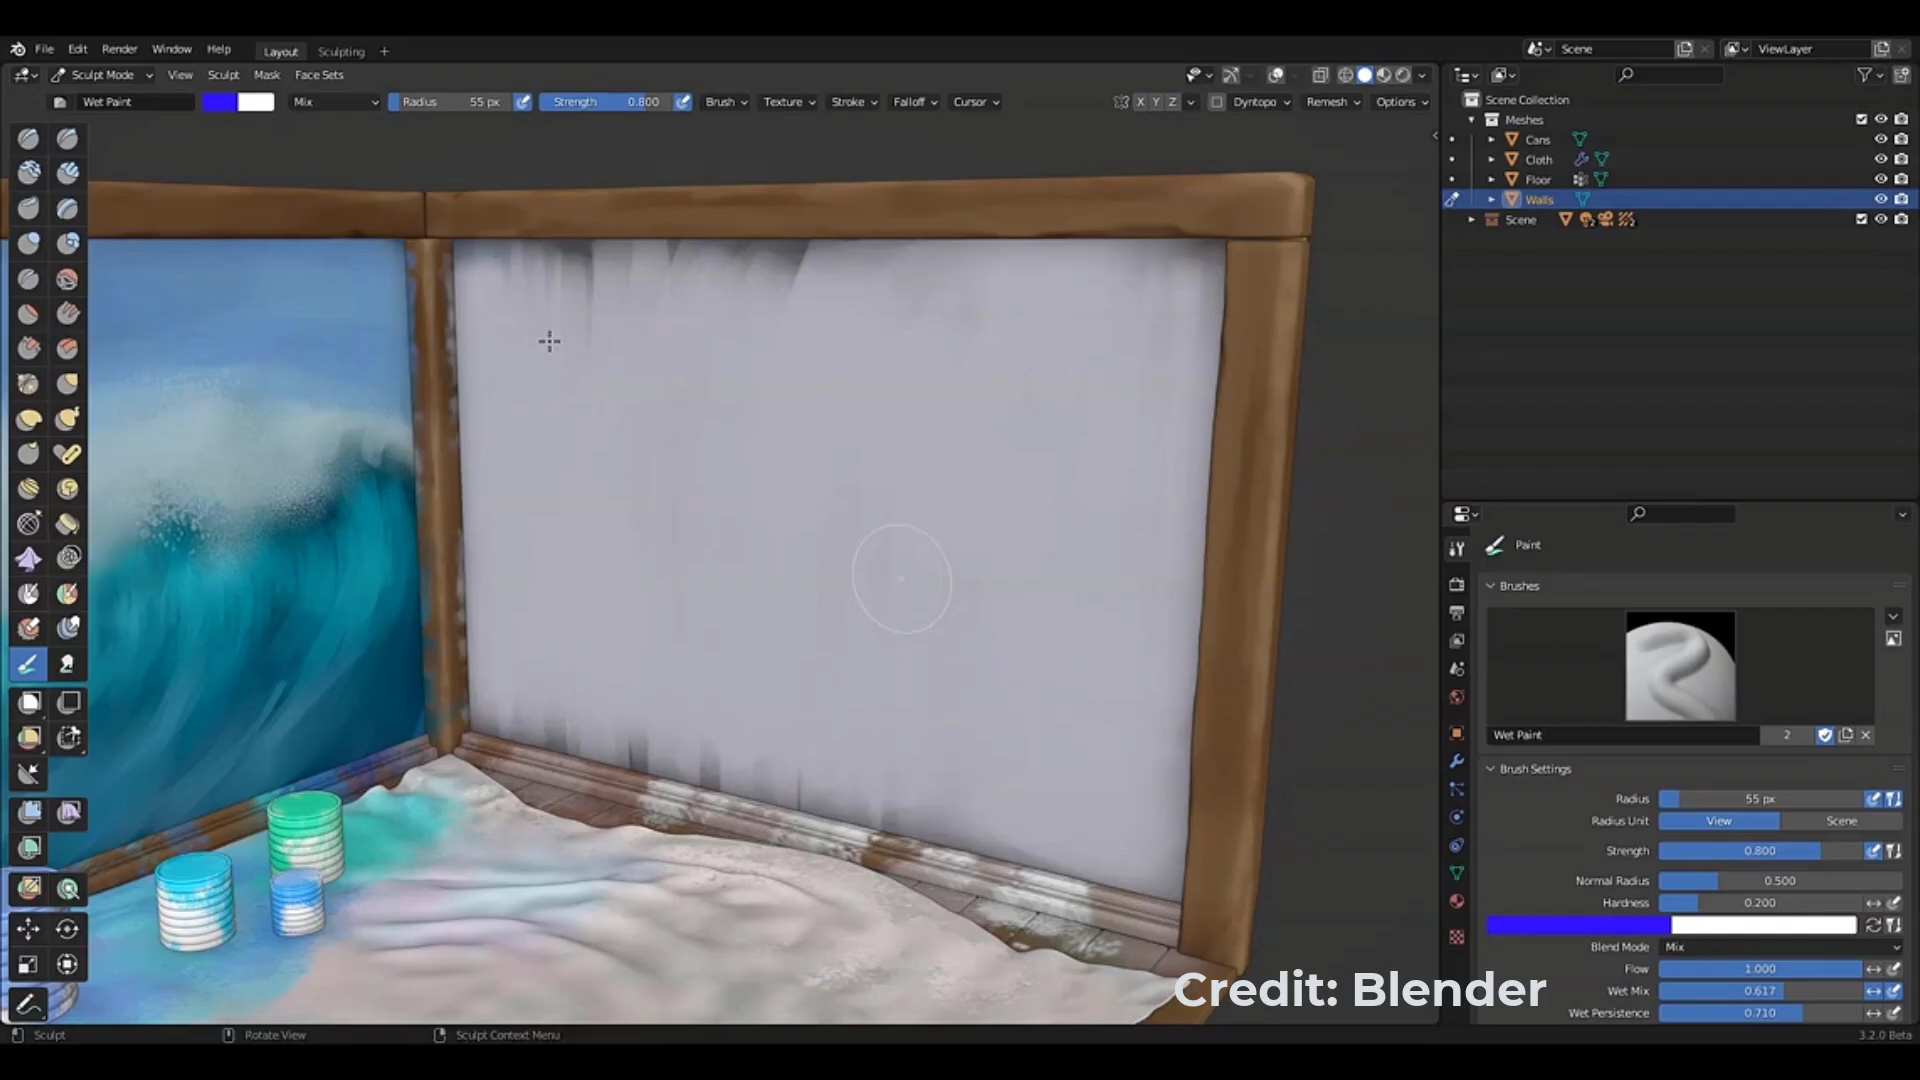 File Edit Render Window Help Layout Sculpting + Scene ViewLayer
Sculpt Mode View Sculpt Mask Face Sets
Wet Paint Mix Radius 55 px Strength 0.800 Brush Texture Stroke Falloff Cursor X Y Z Dyntopo Remesh Options
Scene Collection
Meshes
Cans
Cloth
Floor
Walls
Scene
Paint
Brushes
Wet Paint 2
Brush Settings
Radius 55 px
Radius Unit View Scene
Strength 0.800
Normal Radius 0.500
Hardness 0.200
Blend Mode Mix
Flow 1.000
Wet Mix 0.617
Wet Persistence 0.710
Credit: Blender
Sculpt Rotate View Sculpt Context Menu 3.2.0 Beta